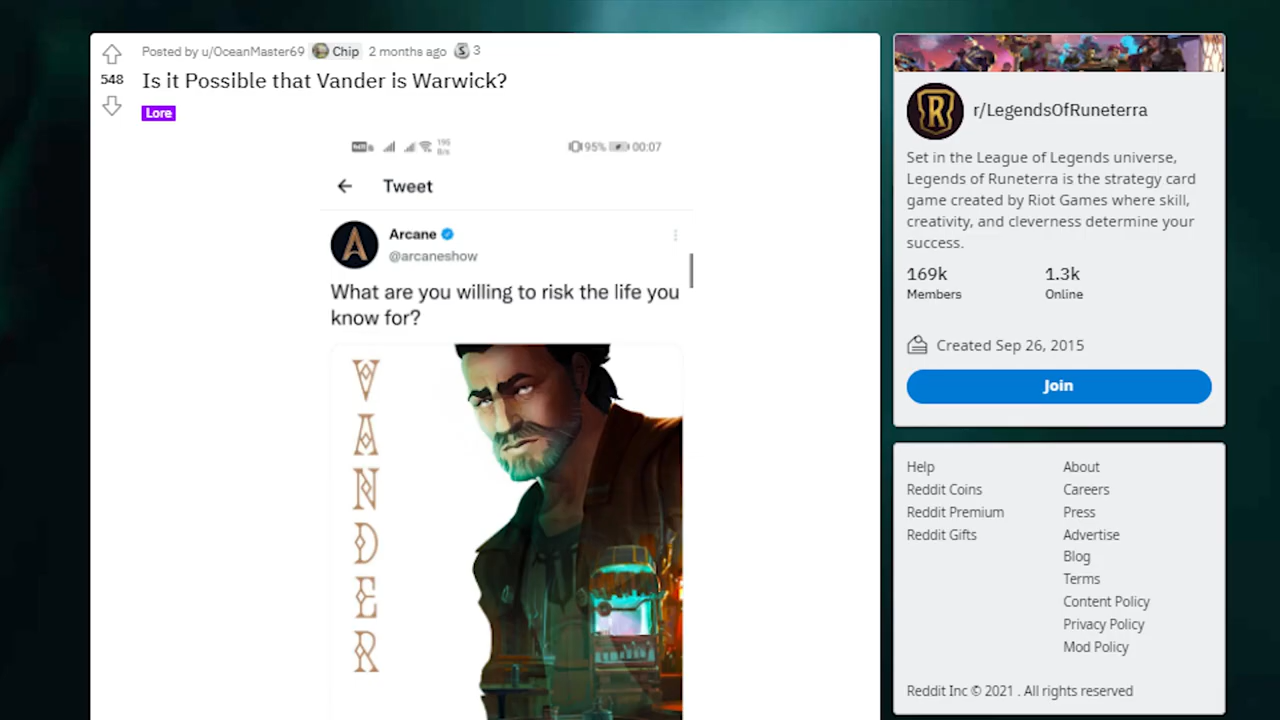 Posted by u/OceanMaster69 Chip 2 months ago S 3
548
Is it Possible that Vander is Warwick?
Lore
195
B/s
95% 00:07
Tweet
Arcane
@arcaneshow
What are you willing to risk the life you
know for?
VANDER
R r/LegendsOfRuneterra
Set in the League of Legends universe,
Legends of Runeterra is the strategy card
game created by Riot Games where skill,
creativity, and cleverness determine your
success.
169k 1.3k
Members Online
Created Sep 26, 2015
Join
Help About
Reddit Coins Careers
Reddit Premium Press
Reddit Gifts Advertise
Blog
Terms
Content Policy
Privacy Policy
Mod Policy
Reddit Inc © 2021 . All rights reserved